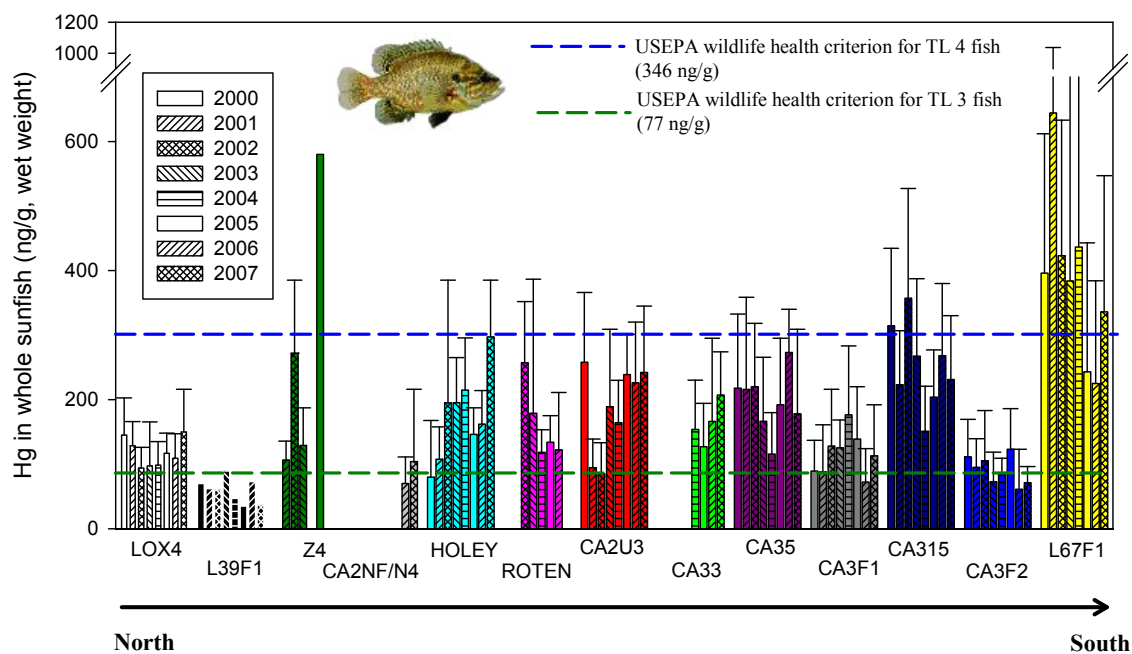 1200
1000
600
400
200
0
Hg in whole sunfish (ng/g, wet weight)
2000
2001
2002
2003
2004
2005
2006
2007
USEPA wildlife health criterion for TL 4 fish
(346 ng/g)
USEPA wildlife health criterion for TL 3 fish
(77 ng/g)
LOX4
L39F1
Z4
CA2NF/N4
HOLEY
ROTEN
CA2U3
CA33
CA35
CA3F1
CA315
CA3F2
L67F1
North
South